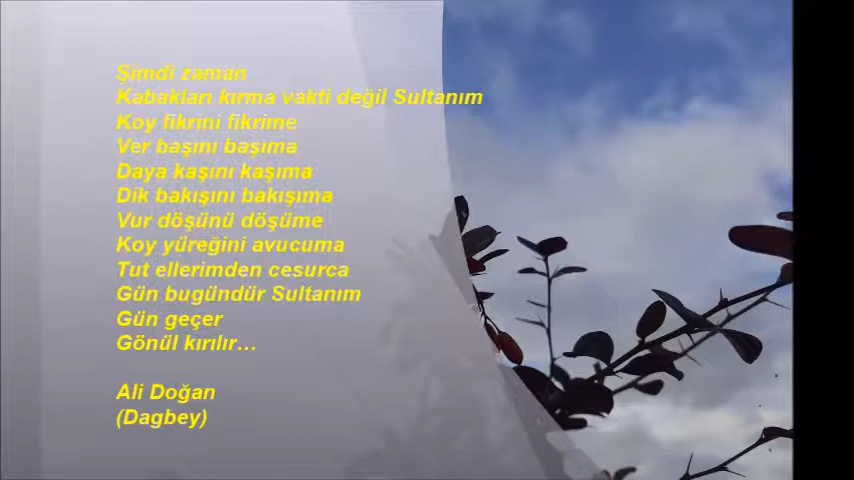 Şimdi zaman
Kabakları kırma vakti değil Sultanım
Koy fikrini fikrime
Ver başını başıma
Daya kaşını kaşıma
Dik bakışını bakışıma
Vur döşünü döşüme
Koy yüreğini avucuma
Tut ellerimden cesurca
Gün bugündür Sultanım
Gün geçer
Gönül kırılır…
Ali Doğan
(Dagbey)